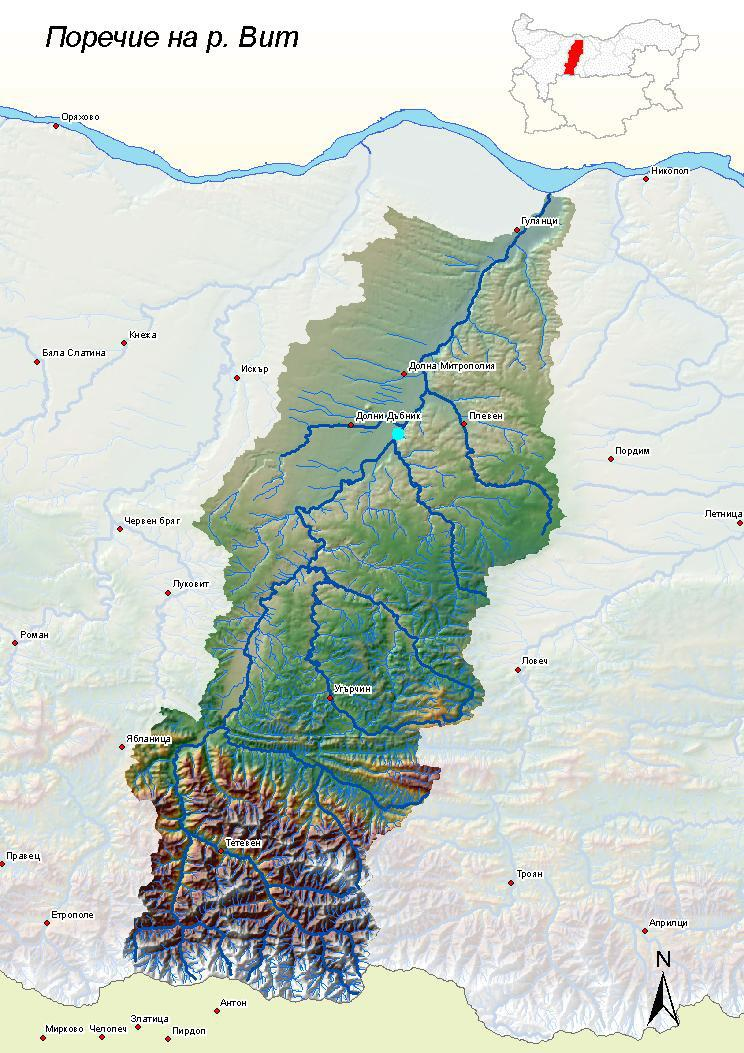 Поречие на р. Вит
Оряхово
Никопол
Гулянци
Кнежа
Бяла Слатина
Искър
Долна Митрополия
Долни Дъбник
Плевен
Пордим
Летница
Червен бряг
Луковит
Роман
Ловеч
Угърчин
Ябланица
Тетевен
Правец
Троян
Етрополе
Априлци
N
Антон
Златица
Мирково
Челопеч
Пирдоп